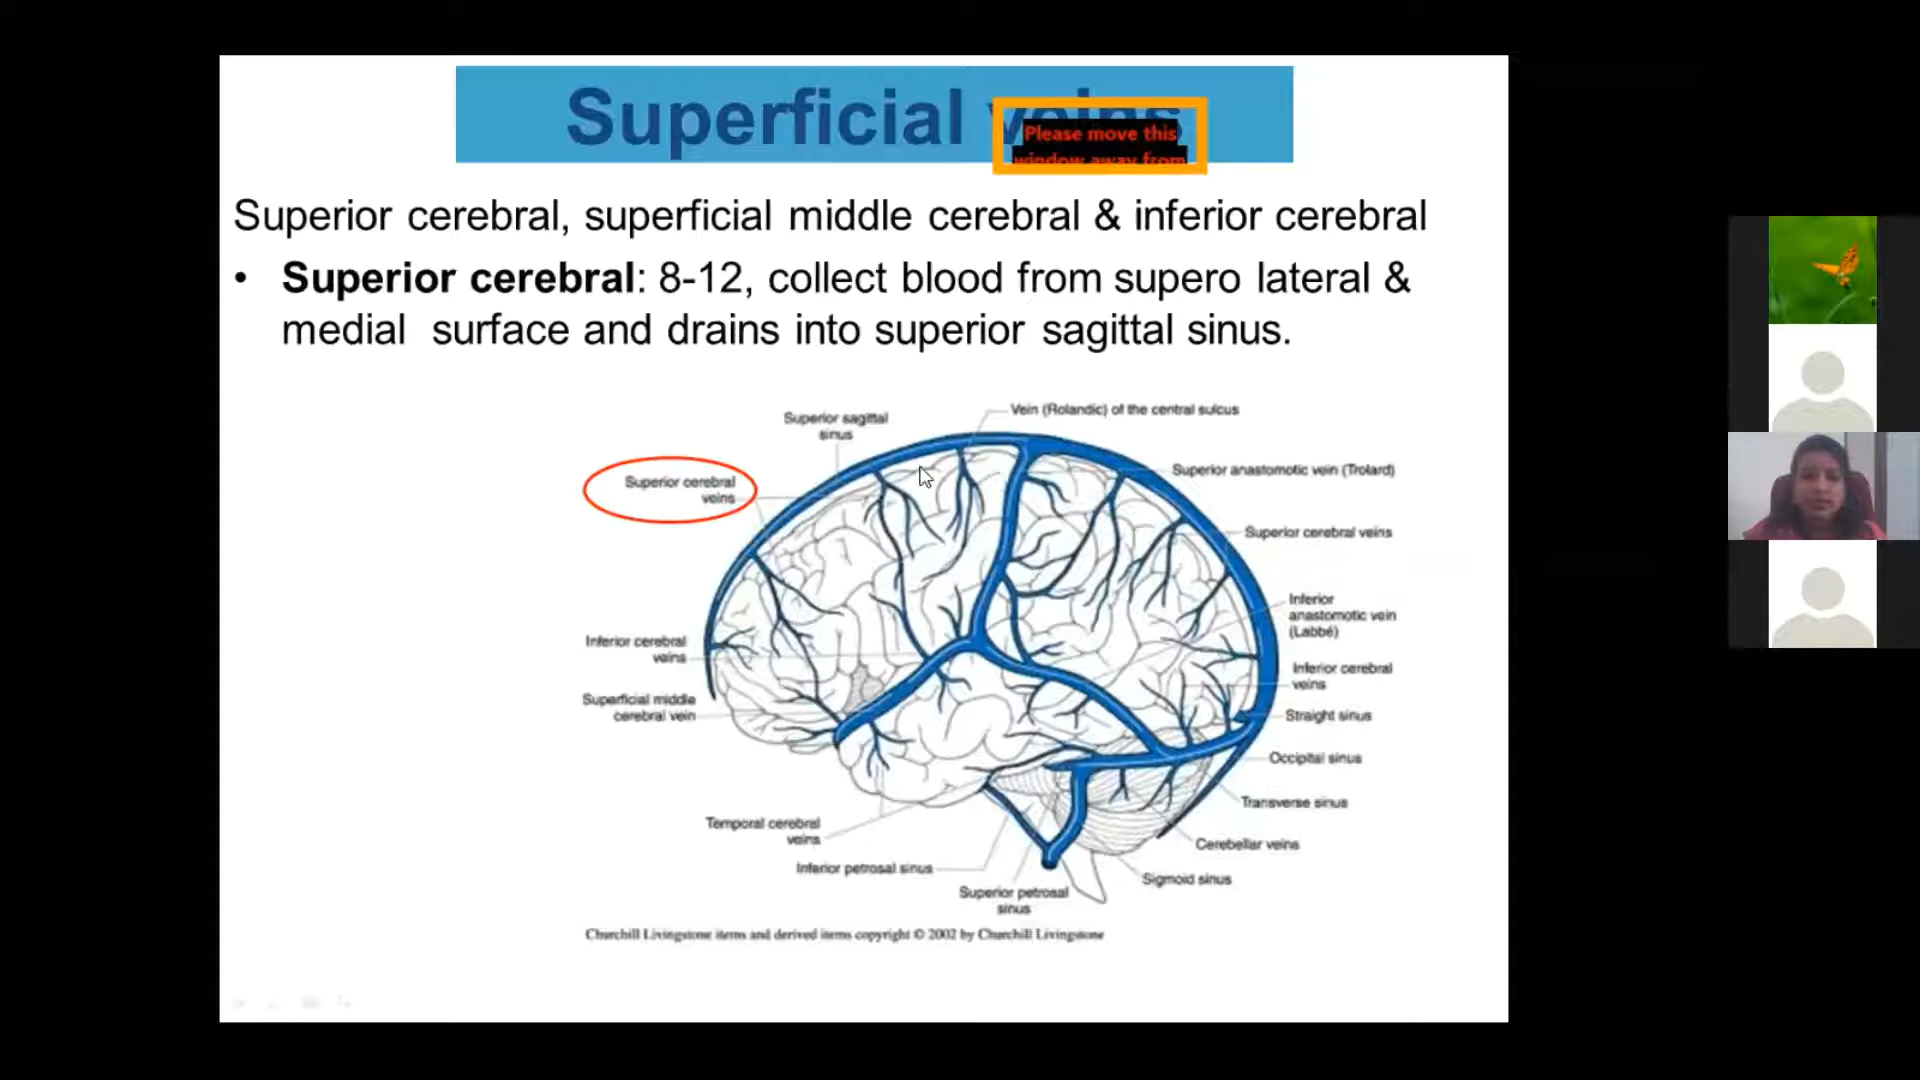 Superficial veins
Please move this
window away from
Superior cerebral, superficial middle cerebral & inferior cerebral
• Superior cerebral: 8-12, collect blood from supero lateral &
medial surface and drains into superior sagittal sinus.
Superior sagittal
sinus
Vein (Rolandic) of the central sulcus
Superior cerebral
veins
Superior anastomotic vein (Trolard)
Superior cerebral veins
Inferior
anastomotic vein
(Labbé)
Inferior cerebral
veins
Inferior cerebral
veins
Superficial middle
cerebral vein
Straight sinus
Occipital sinus
Transverse sinus
Temporal cerebral
veins
Cerebellar veins
Inferior petrosal sinus
Sigmoid sinus
Superior petrosal
sinus
Churchill Livingstone items and derived items copyright © 2002 by Churchill Livingstone